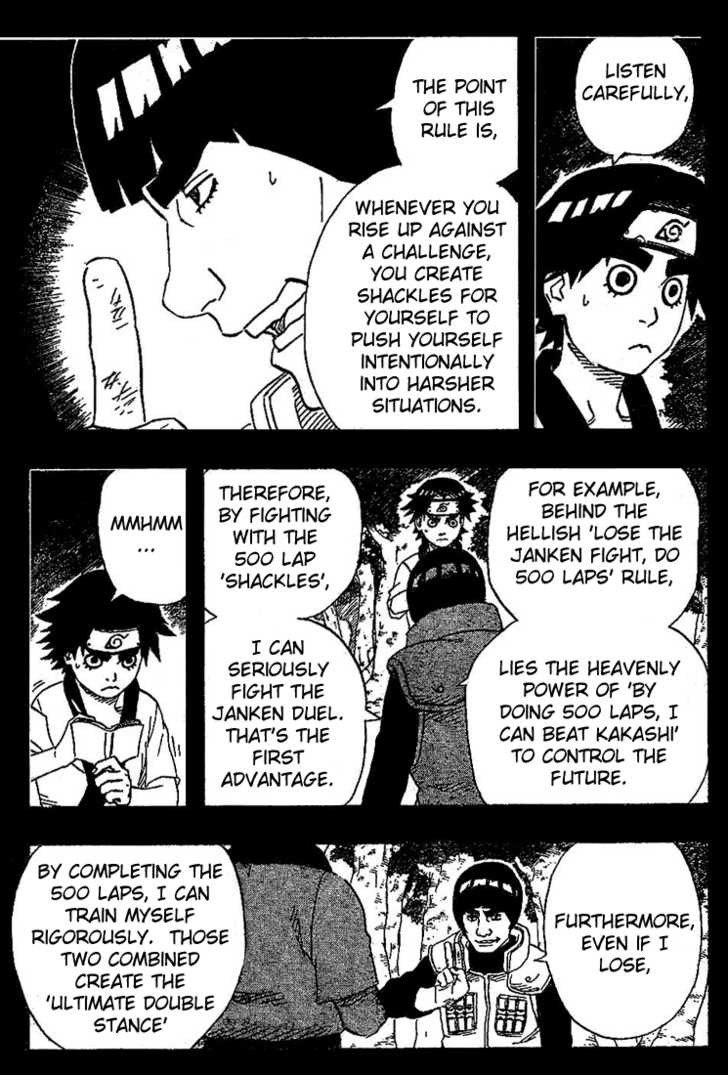 LISTEN
CAREFULLY,
THE POINT
OF THIS
RULE IS,
WHENEVER YOU
RISE UP AGAINST
A CHALLENGE,
YOU CREATE
SHACKLES FOR
YOURSELF TO
PUSH YOURSELF
INTENTIONALLY
INTO HARSHER
SITUATIONS.
FOR EXAMPLE,
BEHIND THE
HELLISH 'LOSE THE
JANKEN FIGHT, DO
500 LAPS' RULE,
LIES THE HEAVENLY
POWER OF 'BY
DOING 500 LAPS, I
CAN BEAT KAKASHI'
TO CONTROL THE
FUTURE.
THEREFORE,
BY FIGHTING
WITH THE
500 LAP
'SHACKLES',
I CAN
SERIOUSLY
FIGHT THE
JANKEN DUEL.
THAT'S THE
FIRST
ADVANTAGE.
MMHMM
...
FURTHERMORE,
EVEN IF I
LOSE,
BY COMPLETING THE
500 LAPS, I CAN
TRAIN MYSELF
RIGOROUSLY. THOSE
TWO COMBINED
CREATE THE
'ULTIMATE DOUBLE
STANCE'